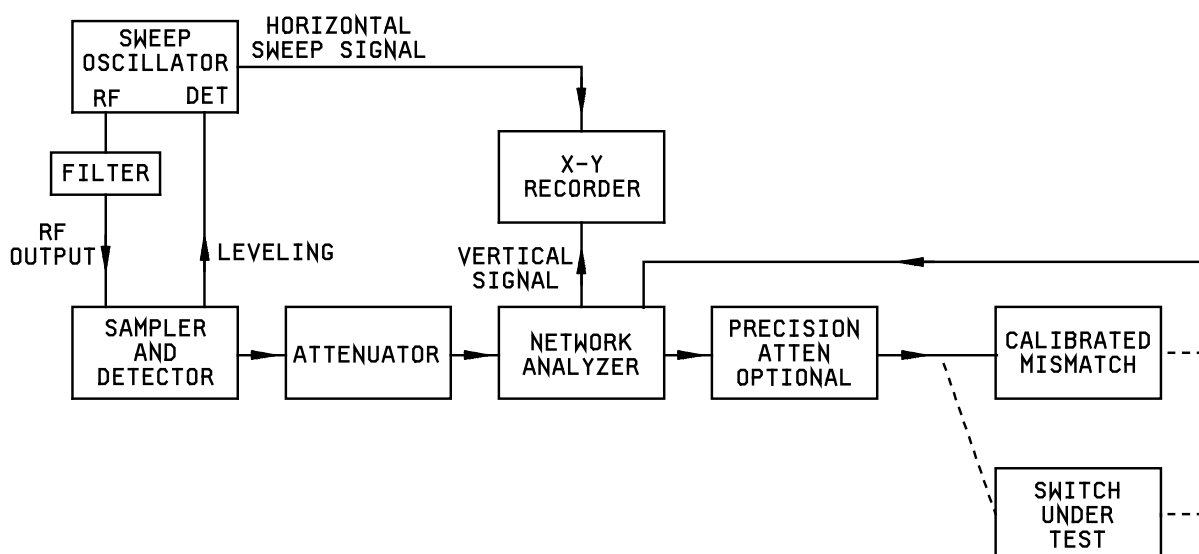 SWEEP
OSCILLATOR
RF
DET
HORIZONTAL
SWEEP SIGNAL
FILTER
X-Y
RECORDER
RF
OUTPUT
LEVELING
VERTICAL
SIGNAL
SAMPLER
AND
DETECTOR
ATTENUATOR
NETWORK
ANALYZER
PRECISION
ATTEN
OPTIONAL
CALIBRATED
MISMATCH
SWITCH
UNDER
TEST